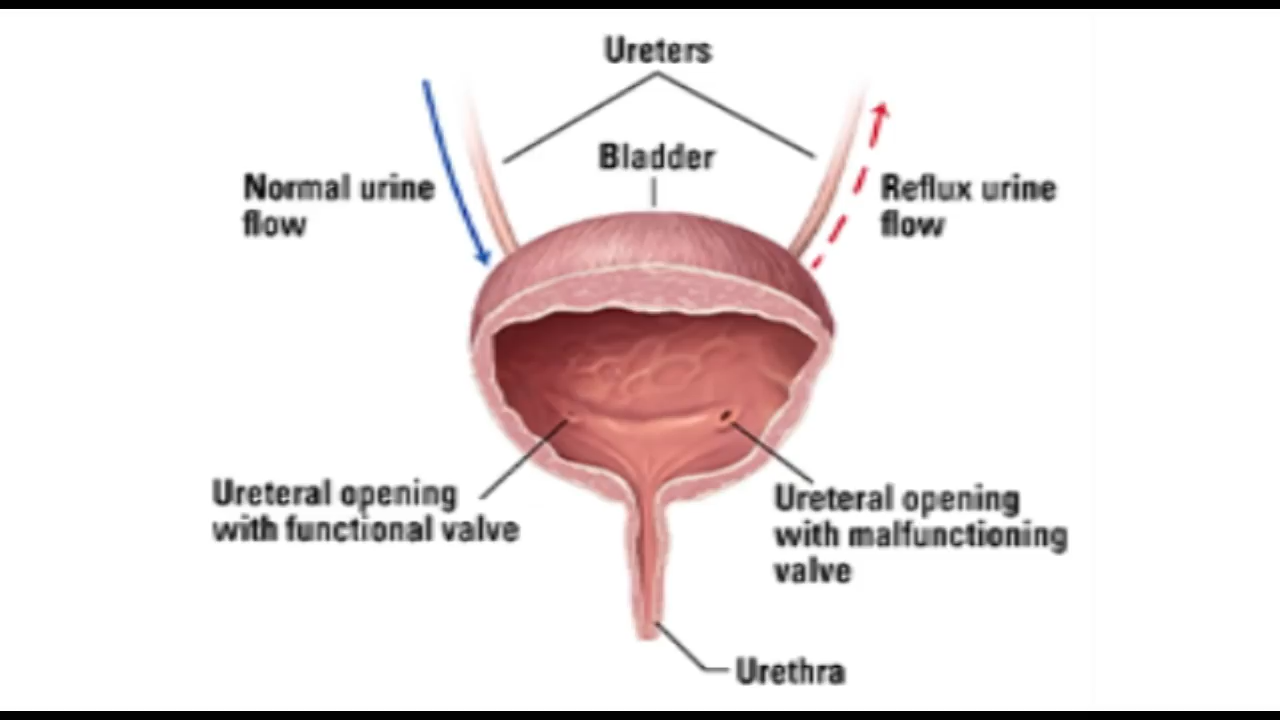 Ureters
Bladder
Normal urine
flow
Reflux urine
flow
Ureteral opening
with functional valve
Ureteral opening
with malfunctioning
valve
Urethra